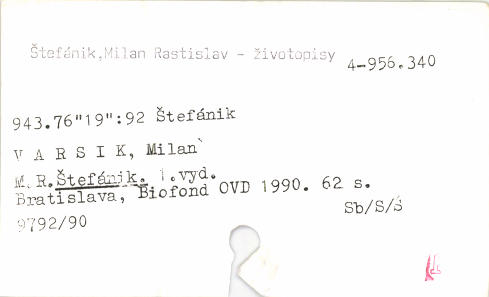 Štefánik,Milan Rastislav - životopisy
4-956.340
943.76"19":92 Štefánik
V A R S I K, Milan
M.R.Štefánik. 1.vyd.
Bratislava, Biofond OVD 1990. 62 s.
Sb/S/Š
9792/90